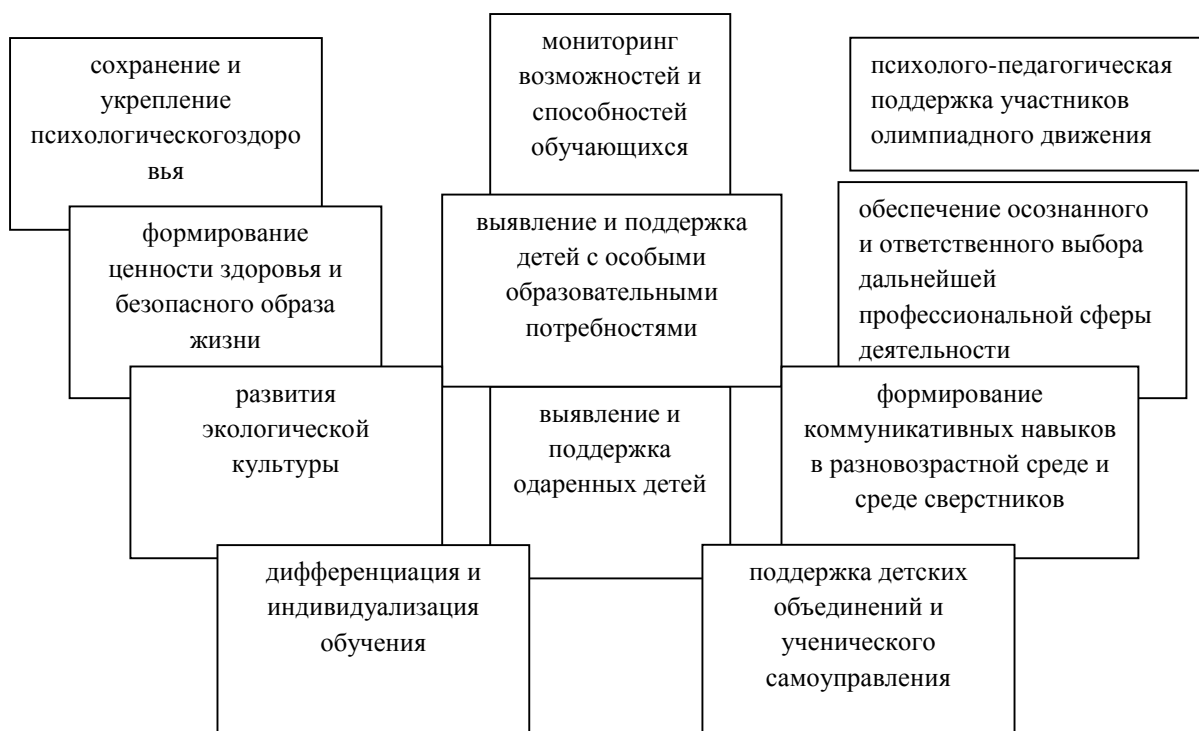 сохранение и
укрепление
психологическогоздоро
вья
мониторинг
возможностей и
способностей
обучающихся
психолого-педагогическая
поддержка участников
олимпиадного движения
формирование
ценности здоровья и
безопасного образа
жизни
выявление и поддержка
детей с особыми
образовательными
потребностями
обеспечение осознанного
и ответственного выбора
дальнейшей
профессиональной сферы
деятельности
развития
экологической
культуры
выявление и
поддержка
одаренных детей
формирование
коммуникативных навыков
в разновозрастной среде и
среде сверстников
дифференциация и
индивидуализация
обучения
поддержка детских
объединений и
ученического
самоуправления